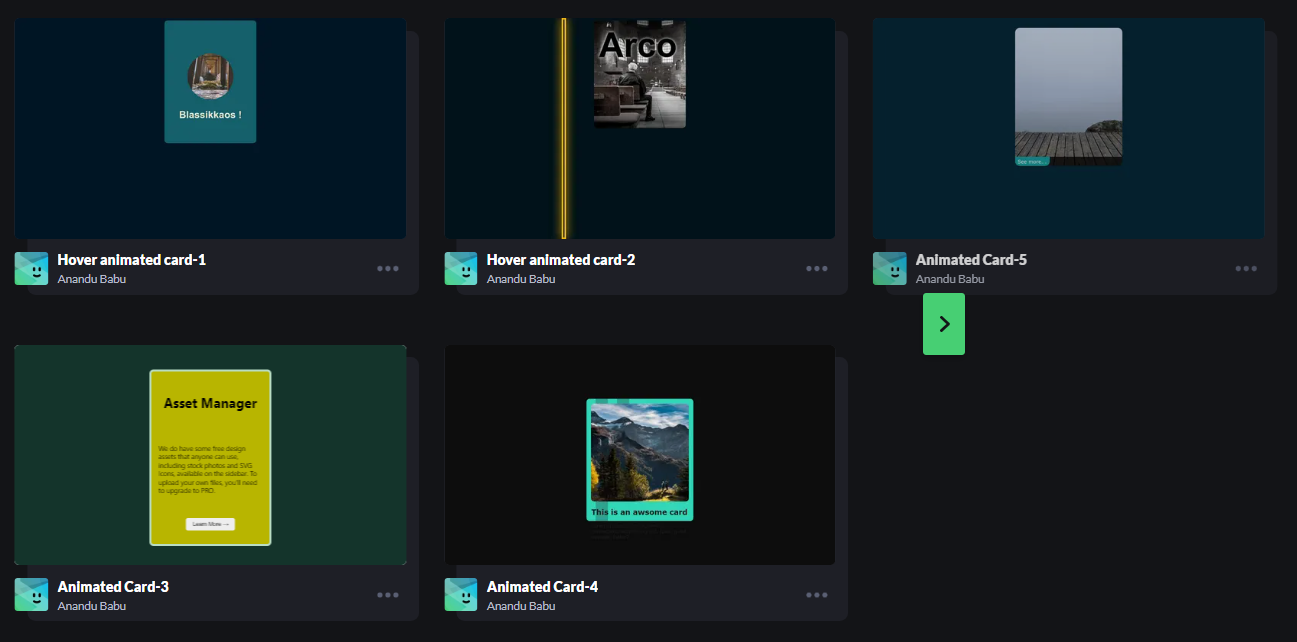 Blassikkaos !
Arco
See more...
Hover animated card-1
Anandu Babu
Hover animated card-2
Anandu Babu
Animated Card-5
Anandu Babu
Asset Manager
We do have some free design
assets that anyone can use,
including stock photos and SVG
icons, available on the sidebar. To
upload your own files, you'll need
to upgrade to PRO.
Learn More →
This is an awsome card
Animated Card-3
Anandu Babu
Animated Card-4
Anandu Babu